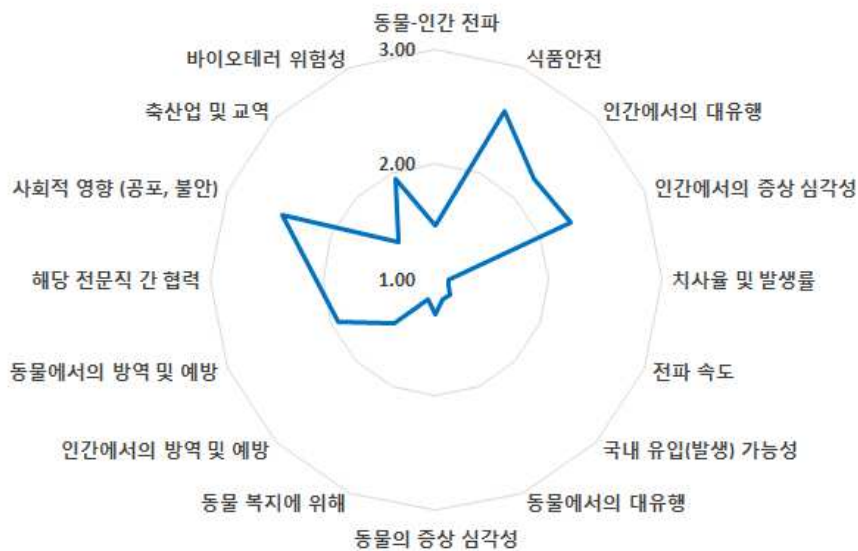 동물-인간 전파
3.00
바이오테러 위험성
식품안전
축산업 및 교역
인간에서의 대유행
2.00
사회적 영향 (공포, 불안)
인간에서의 증상 심각성
해당 전문직 간 협력
1.00
치사율 및 발생률
동물에서의 방역 및 예방
전파 속도
인간에서의 방역 및 예방
국내 유입(발생) 가능성
동물 복지에 위해
동물에서의 대유행
동물의 증상 심각성